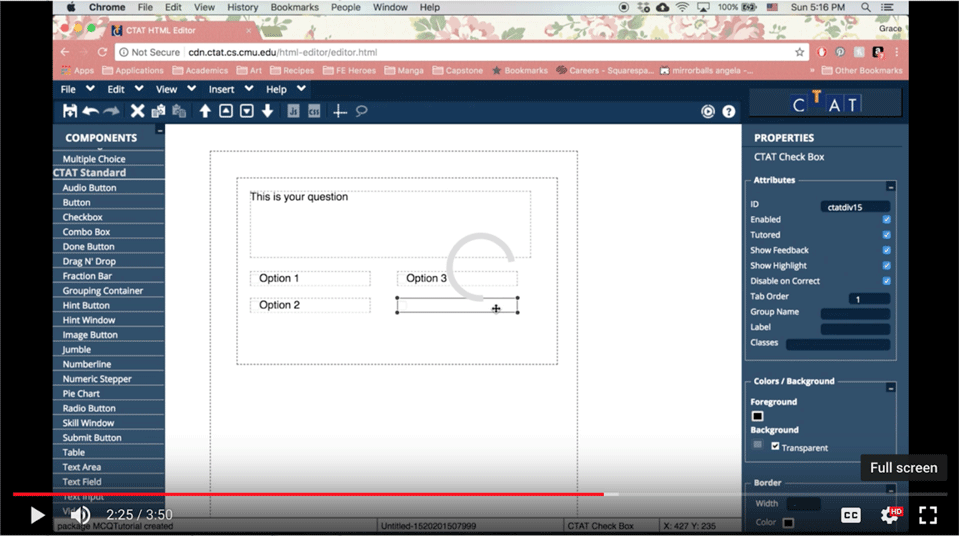 Chrome File Edit View History Bookmarks People Window Help 100% Sun 5:16 PM
CTAT HTML Editor Grace
Not Secure cdn.ctat.cs.cmu.edu/html-editor/editor.html
Apps Applications Academics Art Recipes FE Heroes Manga Capstone Bookmarks Careers - Squarespa... mirrorballs angela -... » Other Bookmarks
File Edit View Insert Help
CTAT
COMPONENTS
Multiple Choice
CTAT Standard
Audio Button
Button
Checkbox
Combo Box
Done Button
Drag N' Drop
Fraction Bar
Grouping Container
Hint Button
Hint Window
Image Button
Jumble
Numberline
Numeric Stepper
Pie Chart
Radio Button
Skill Window
Submit Button
Table
Text Area
Text Field
Text Input
This is your question
Option 1 Option 3
Option 2
PROPERTIES
CTAT Check Box
Attributes
ID ctatdiv15
Enabled
Tutored
Show Feedback
Show Highlight
Disable on Correct
Tab Order 1
Group Name
Label
Classes
Colors / Background
Foreground
Background
Transparent
Full screen
Border
Width
Color
2:25 / 3:50 CC HD
package MCQTutorial created Untitled-1520201507999 CTAT Check Box X: 427 Y: 235